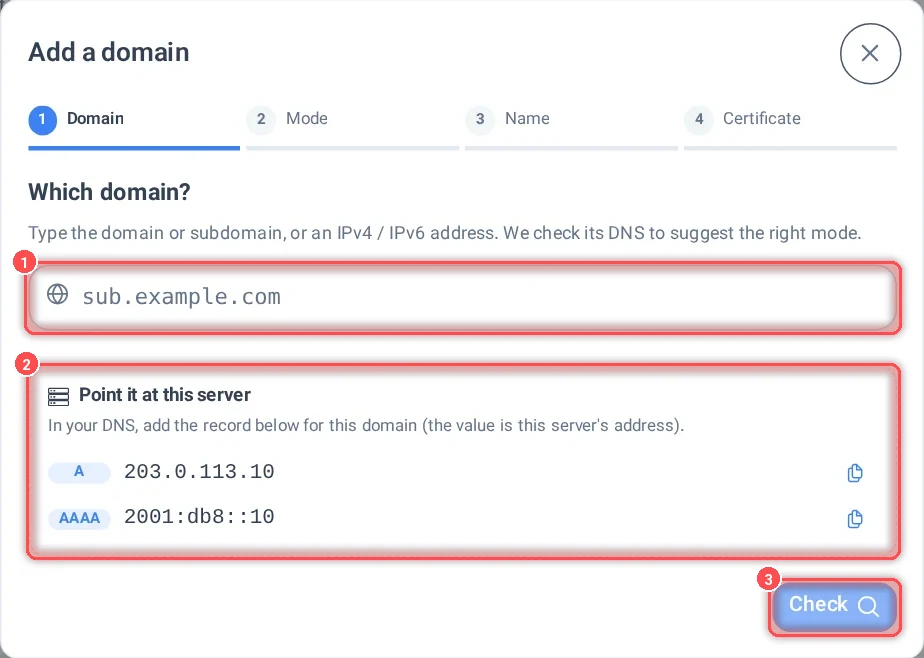 Add a domain
1 Domain
2 Mode
3 Name
4 Certificate
Which domain?
Type the domain or subdomain, or an IPv4 / IPv6 address. We check its DNS to suggest the right mode.
1
sub.example.com
2
Point it at this server
In your DNS, add the record below for this domain (the value is this server's address).
A 203.0.113.10
AAAA 2001:db8::10
3
Check